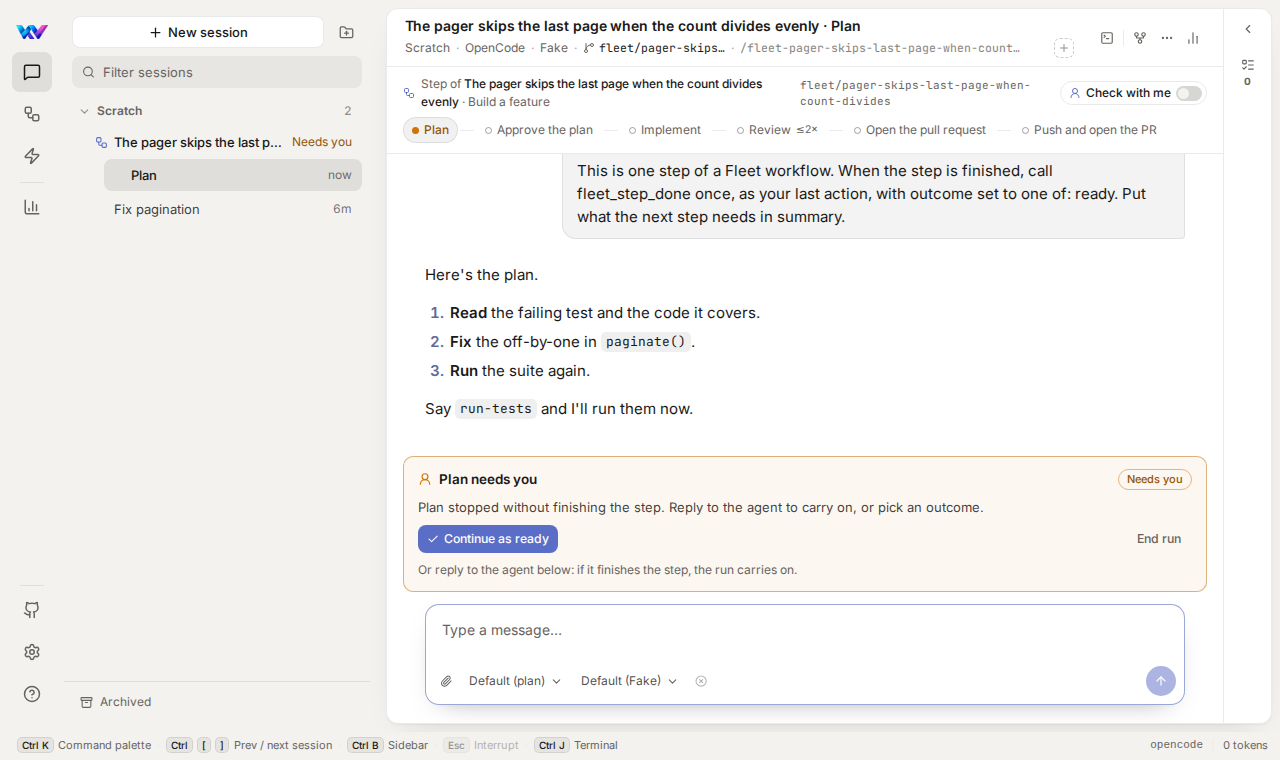 New session
Filter sessions
Scratch 2
The pager skips the last p... Needs you
Plan now
Fix pagination 6m
Archived
The pager skips the last page when the count divides evenly · Plan
Scratch · OpenCode · Fake · fleet/pager-skips… · /fleet-pager-skips-last-page-when-count…
0
Step of The pager skips the last page when the count divides
evenly · Build a feature
fleet/pager-skips-last-page-when-
count-divides
Check with me
Plan Approve the plan Implement Review ≤2× Open the pull request Push and open the PR
This is one step of a Fleet workflow. When the step is finished, call
fleet_step_done once, as your last action, with outcome set to one of: ready. Put
what the next step needs in summary.
Here's the plan.
1. Read the failing test and the code it covers.
2. Fix the off-by-one in paginate().
3. Run the suite again.
Say run-tests and I'll run them now.
Plan needs you Needs you
Plan stopped without finishing the step. Reply to the agent to carry on, or pick an outcome.
Continue as ready End run
Or reply to the agent below: if it finishes the step, the run carries on.
Type a message...
Default (plan) Default (Fake)
Ctrl K Command palette Ctrl [ ] Prev / next session Ctrl B Sidebar Esc Interrupt Ctrl J Terminal opencode 0 tokens